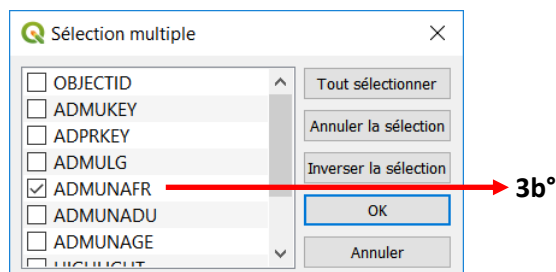 Sélection multiple
OBJECTID
ADMUKEY
ADPRKEY
ADMULG
ADMUNAFR
ADMUNADU
ADMUNAGE
Tout sélectionner
Annuler la sélection
Inverser la sélection
OK
Annuler
3b°